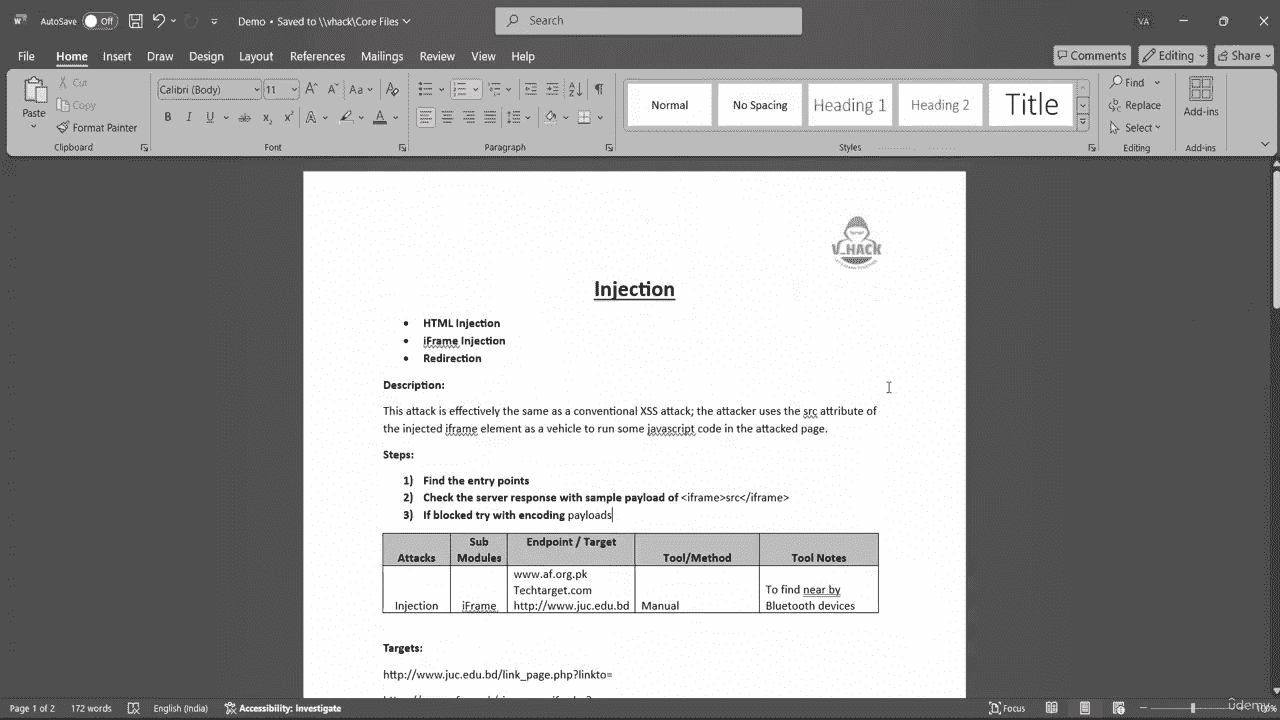 AutoSave Off Demo • Saved to \\vhack\Core Files Search VA
File Home Insert Draw Design Layout References Mailings Review View Help Comments Editing Share
Paste Cut Copy Format Painter
Calibri (Body) 11
Normal No Spacing Heading 1 Heading 2 Title
Find Replace Select Add-ins
Clipboard Font Paragraph Styles Editing Add-ins
V_HACK
Injection
• HTML Injection
• iFrame Injection
• Redirection
Description:
This attack is effectively the same as a conventional XSS attack; the attacker uses the src attribute of
the injected iframe element as a vehicle to run some javascript code in the attacked page.
Steps:
1) Find the entry points
2) Check the server response with sample payload of <iframe>src</iframe>
3) If blocked try with encoding payloads
Attacks Sub Modules Endpoint / Target Tool/Method Tool Notes
www.af.org.pk
Techtarget.com
http://www.juc.edu.bd
Injection iFrame Manual To find near by
Bluetooth devices
Targets:
http://www.juc.edu.bd/link_page.php?linkto=
Page 1 of 2 172 words English (India) Accessibility: Investigate Focus